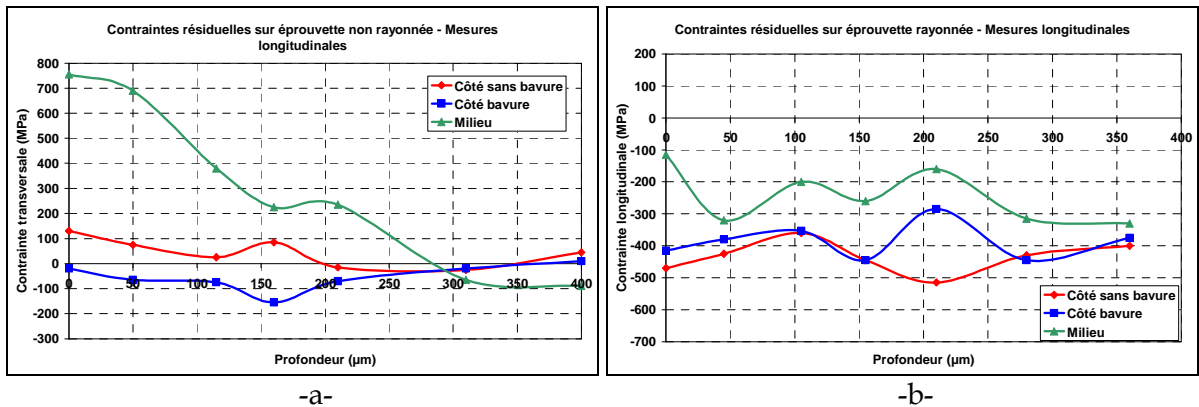 Contraintes résiduelles sur éprouvette non rayonnée - Mesures
longitudinales
Contrainte transversale (MPa)
800
700
600
500
400
300
200
100
0
-100
-200
-300
0 50 100 150 200 250 300 350 400
Côté sans bavure
Côté bavure
Milieu
Profondeur (µm)
-a-
Contraintes résiduelles sur éprouvette rayonnée - Mesures longitudinales
Contrainte longitudinale (MPa)
200
100
0
-100
-200
-300
-400
-500
-600
-700
0 50 100 150 200 250 300 350 400
Côté sans bavure
Côté bavure
Milieu
Profondeur (µm)
-b-